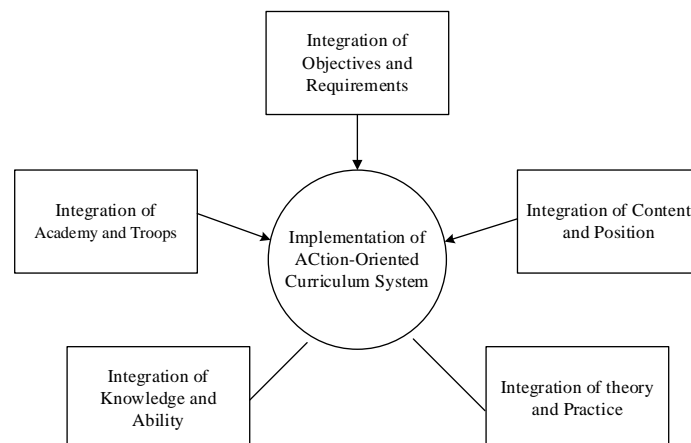 Integration of
Objectives and
Requirements
Integration of
Academy and Troops
Implementation of
ACtion-Oriented
Curriculum System
Integration of Content
and Position
Integration of
Knowledge and
Ability
Integration of theory
and Practice